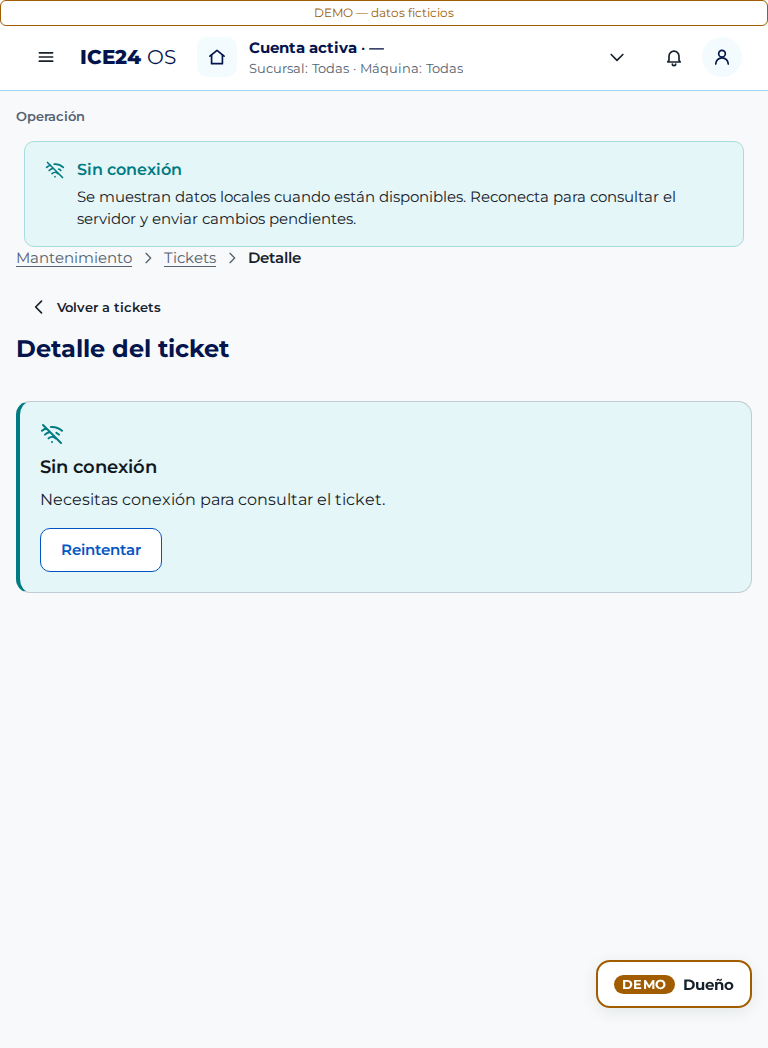 DEMO — datos ficticios
ICE24 OS
Cuenta activa · —
Sucursal: Todas · Máquina: Todas
Operación
Sin conexión
Se muestran datos locales cuando están disponibles. Reconecta para consultar el
servidor y enviar cambios pendientes.
Mantenimiento > Tickets > Detalle
Volver a tickets
Detalle del ticket
Sin conexión
Necesitas conexión para consultar el ticket.
Reintentar
DEMO Dueño